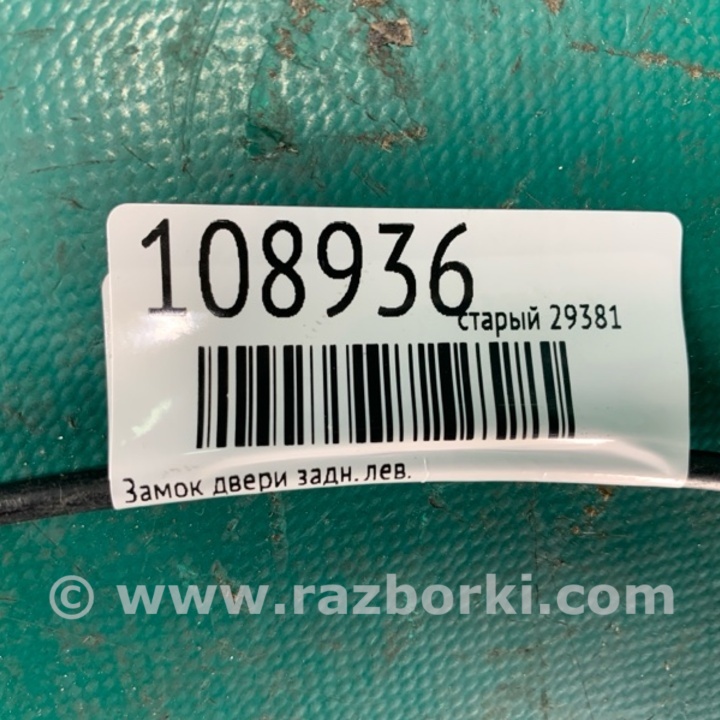 108936
старый 29381
Замок двери задн. лев.
© www.razborki.com